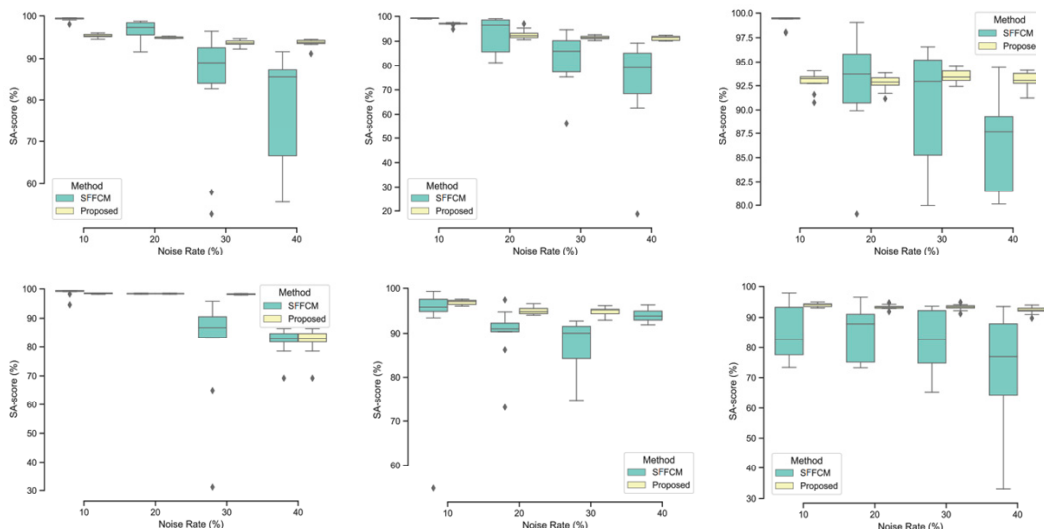 SA-score (%)
100
90
80
70
60
Method
SFFCM
Proposed
10
20
30
40
Noise Rate (%)
SA-score (%)
100
90
80
70
60
50
40
30
20
Method
SFFCM
Proposed
10
20
30
40
Noise Rate (%)
SA-score (%)
100.0
97.5
95.0
92.5
90.0
87.5
85.0
82.5
80.0
Method
SFFCM
Proposed
10
20
30
40
Noise Rate (%)
SA-score (%)
100
90
80
70
60
50
40
30
Method
SFFCM
Proposed
10
20
30
40
Noise Rate (%)
SA-score (%)
100
90
80
70
60
Method
SFFCM
Proposed
10
20
30
40
Noise Rate (%)
SA-score (%)
100
90
80
70
60
50
40
30
Method
SFFCM
Proposed
10
20
30
40
Noise Rate (%)